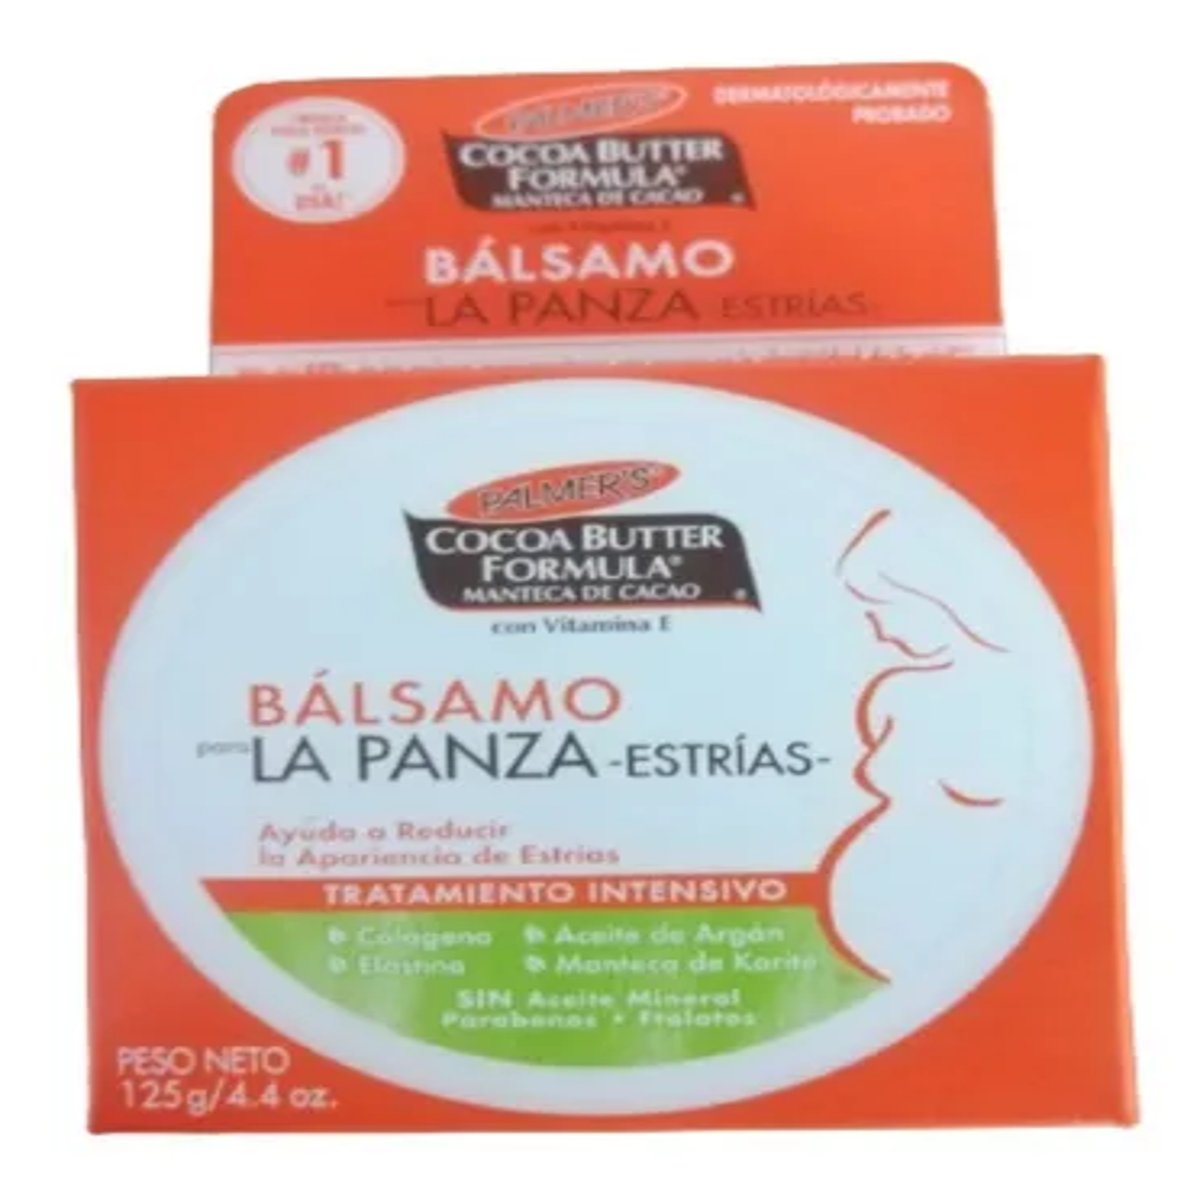 #1
PALMER'S
DERMATOLÓGICAMENTE
PROBADO
COCOA BUTTER
FORMULA®
MANTECA DE CACAO
BÁLSAMO
LA PANZA -ESTRÍAS-
PALMER'S
COCOA BUTTER
FORMULA®
MANTECA DE CACAO
con Vitamina E
BÁLSAMO
para LA PANZA -ESTRÍAS-
Ayuda a Reducir
la Apariencia de Estrías
TRATAMIENTO INTENSIVO
Colágeno Aceite de Argán
Elastina Manteca de Karité
SIN Aceite Mineral
Parabenos • Ftalatos
PESO NETO
125g/4.4 oz.